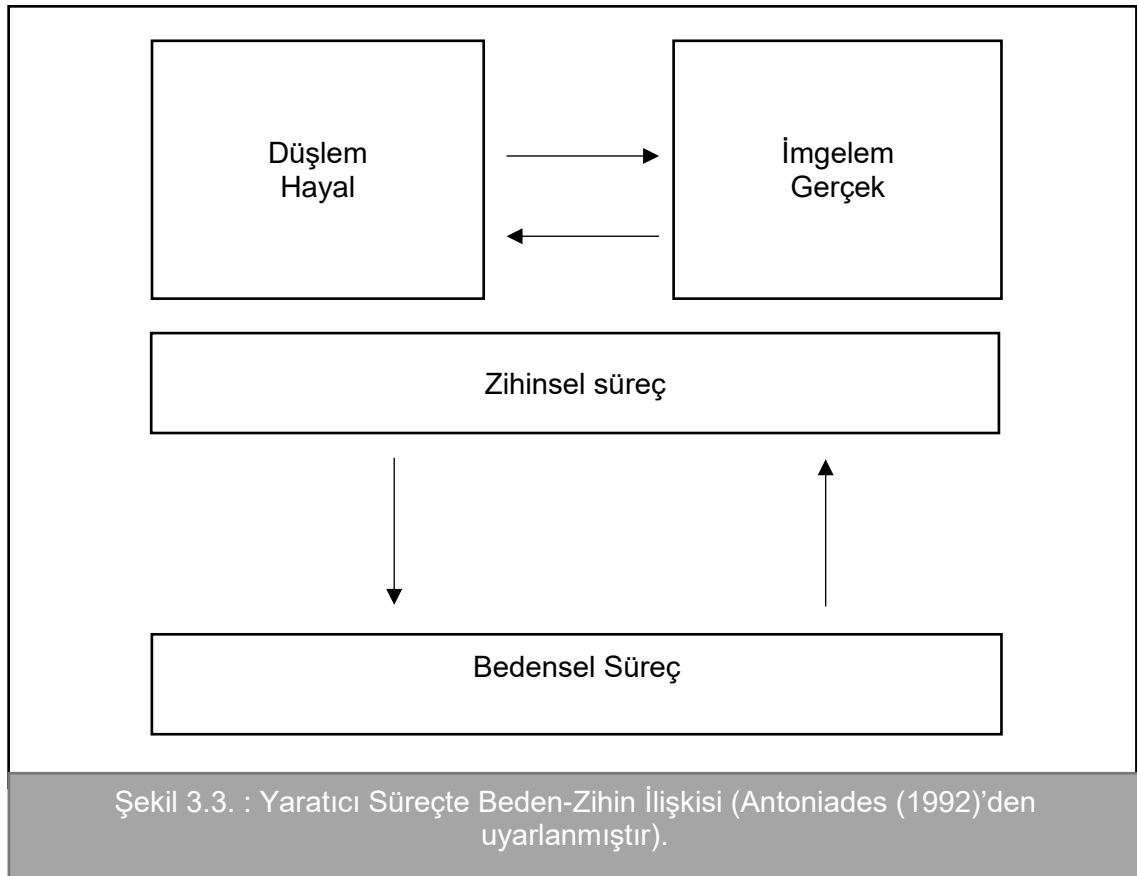 Düşlem
Hayal
İmgelem
Gerçek
Zihinsel süreç
Bedensel Süreç
Şekil 3.3. : Yaratıcı Süreçte Beden-Zihin İlişkisi (Antoniades (1992)’den
uyarlanmıştır).